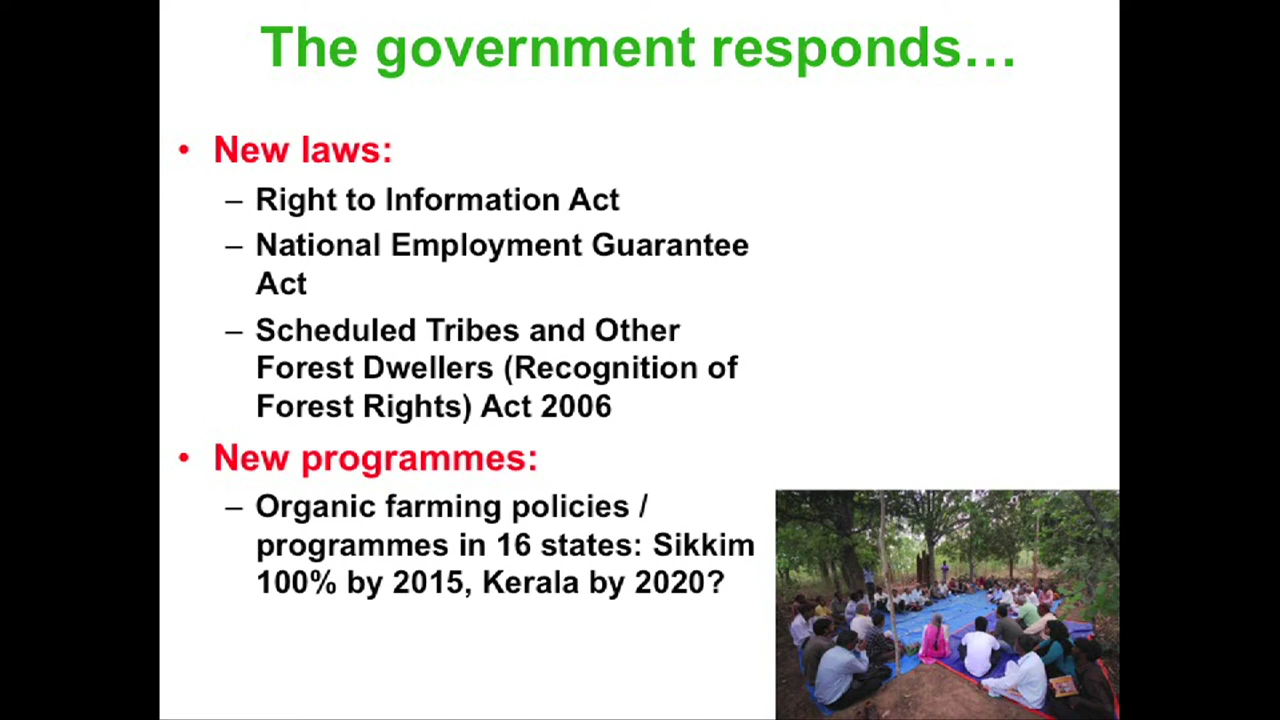 The government responds…
• New laws:
– Right to Information Act
– National Employment Guarantee
Act
– Scheduled Tribes and Other
Forest Dwellers (Recognition of
Forest Rights) Act 2006
• New programmes:
– Organic farming policies /
programmes in 16 states: Sikkim
100% by 2015, Kerala by 2020?